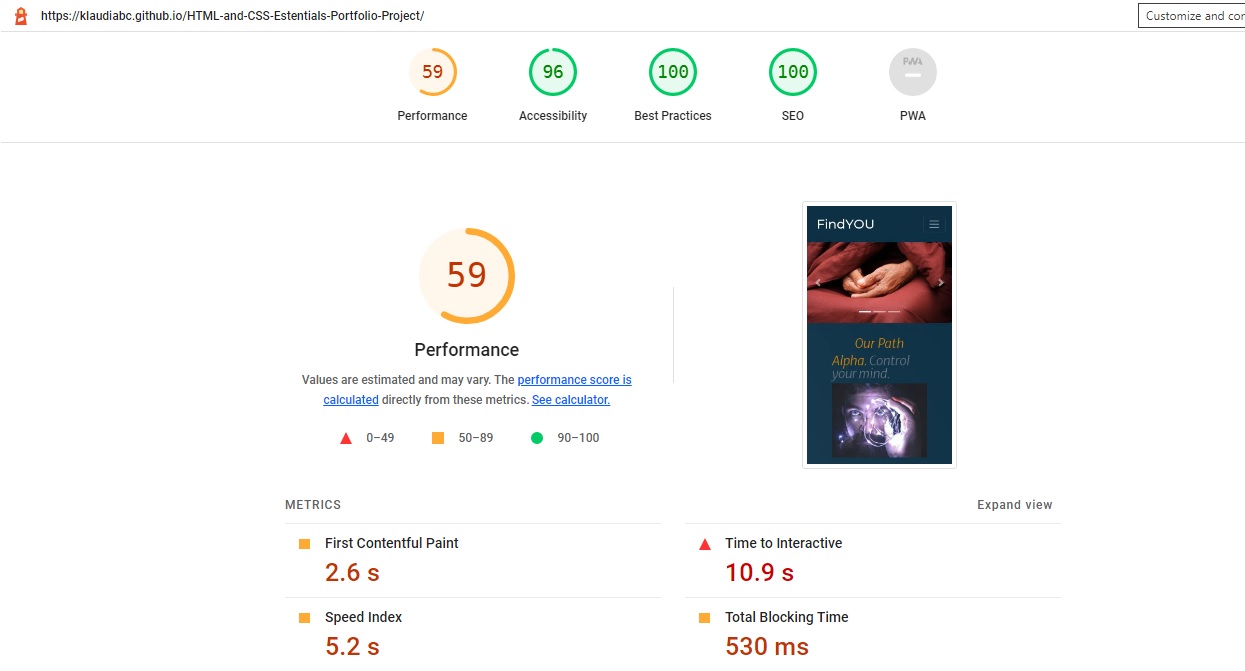 https://klaudiabc.github.io/HTML-and-CSS-Estentials-Portfolio-Project/
Customize and cor
59
96
100
100
PWA
Performance
Accessibility
Best Practices
SEO
PWA
59
Performance
Values are estimated and may vary. The performance score is
calculated directly from these metrics. See calculator.
0–49
50–89
90–100
FindYOU
Our Path
Alpha. Control
your mind.
METRICS
Expand view
First Contentful Paint
2.6 s
Time to Interactive
10.9 s
Speed Index
5.2 s
Total Blocking Time
530 ms